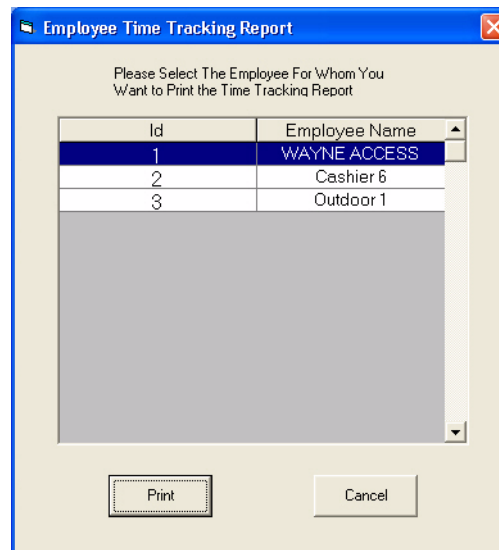 Employee Time Tracking Report
Please Select The Employee For Whom You
Want to Print the Time Tracking Report
Id Employee Name
1 WAYNE ACCESS
2 Cashier 6
3 Outdoor 1
Print Cancel